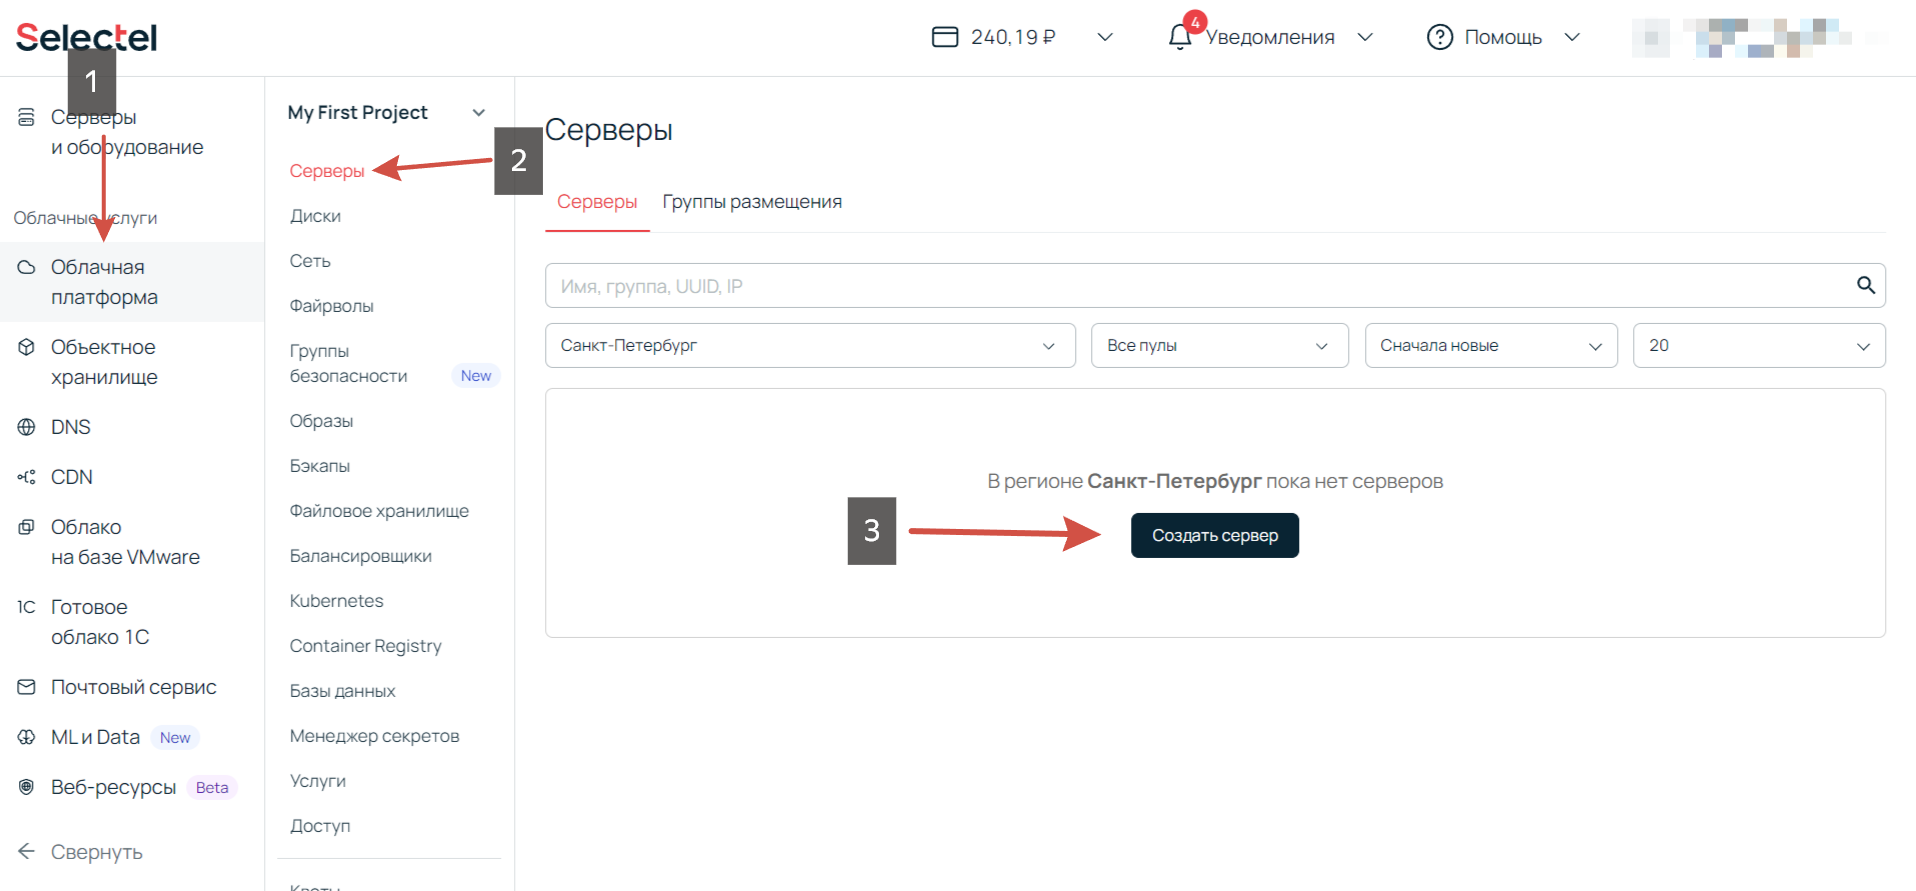 Selectel
240,19 ₽
4
Уведомления
Помощь
1
Серверы
и оборудование
Облачные услуги
Облачная
платформа
Объектное
хранилище
DNS
CDN
Облако
на базе VMware
1С Готовое
облако 1С
Почтовый сервис
ML и Data New
Веб-ресурсы Beta
Свернуть
My First Project
Серверы
2
Диски
Сеть
Файрволы
Группы
безопасности New
Образы
Бэкапы
Файловое хранилище
Балансировщики
Kubernetes
Container Registry
Базы данных
Менеджер секретов
Услуги
Доступ
Серверы
Серверы Группы размещения
Имя, группа, UUID, IP
Санкт-Петербург Все пулы Сначала новые 20
В регионе Санкт-Петербург пока нет серверов
3
Создать сервер